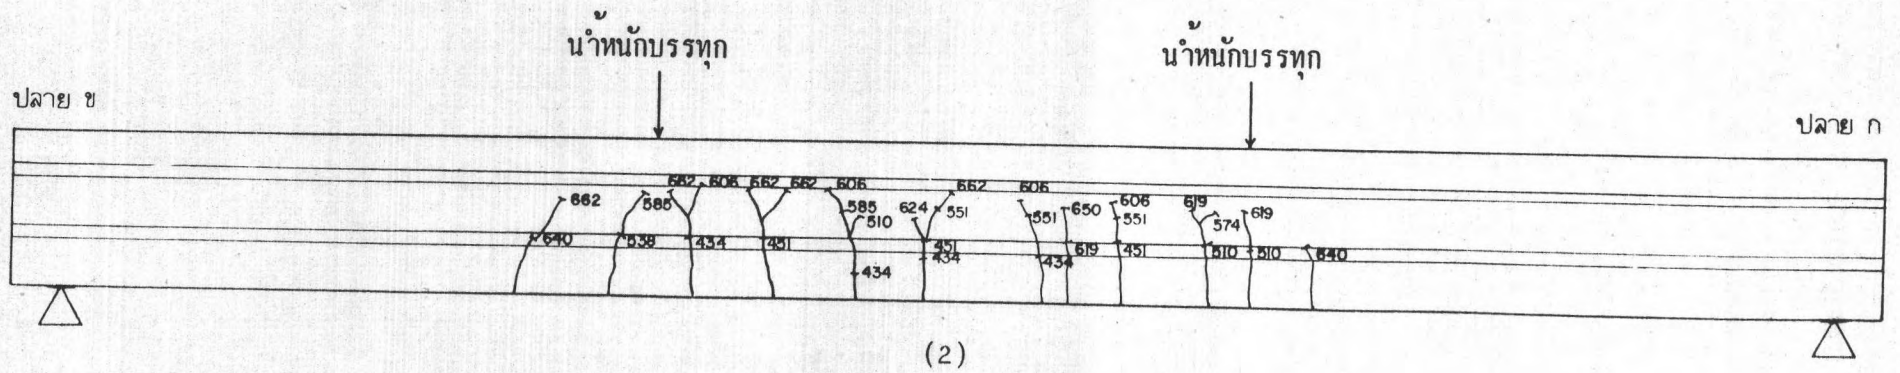 น้ำหนักบรรทุก
น้ำหนักบรรทุก
ปลาย ข
ปลาย ก
662 606 662 662 606 662 606
662 585 585 510 624 551 551 650 606 551 619 574 619
640 538 434 451 451 434 619 451 510 510 640
434 434
(2)